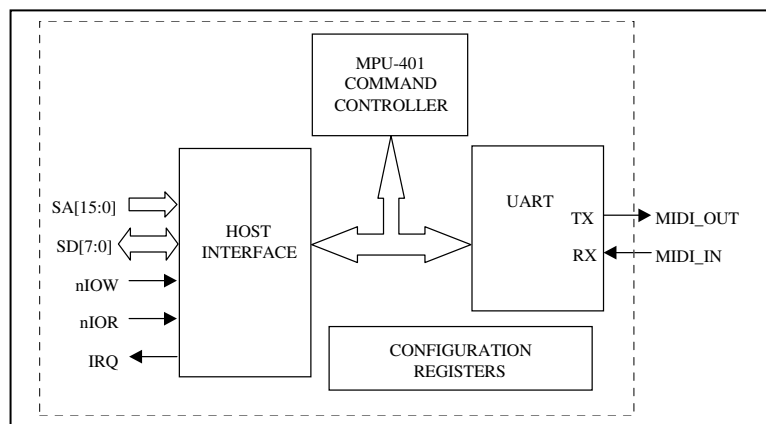 MPU-401
COMMAND
CONTROLLER
SA[15:0]
SD[7:0]
nIOW
nIOR
IRQ
HOST
INTERFACE
UART
TX
RX
MIDI_OUT
MIDI_IN
CONFIGURATION
REGISTERS